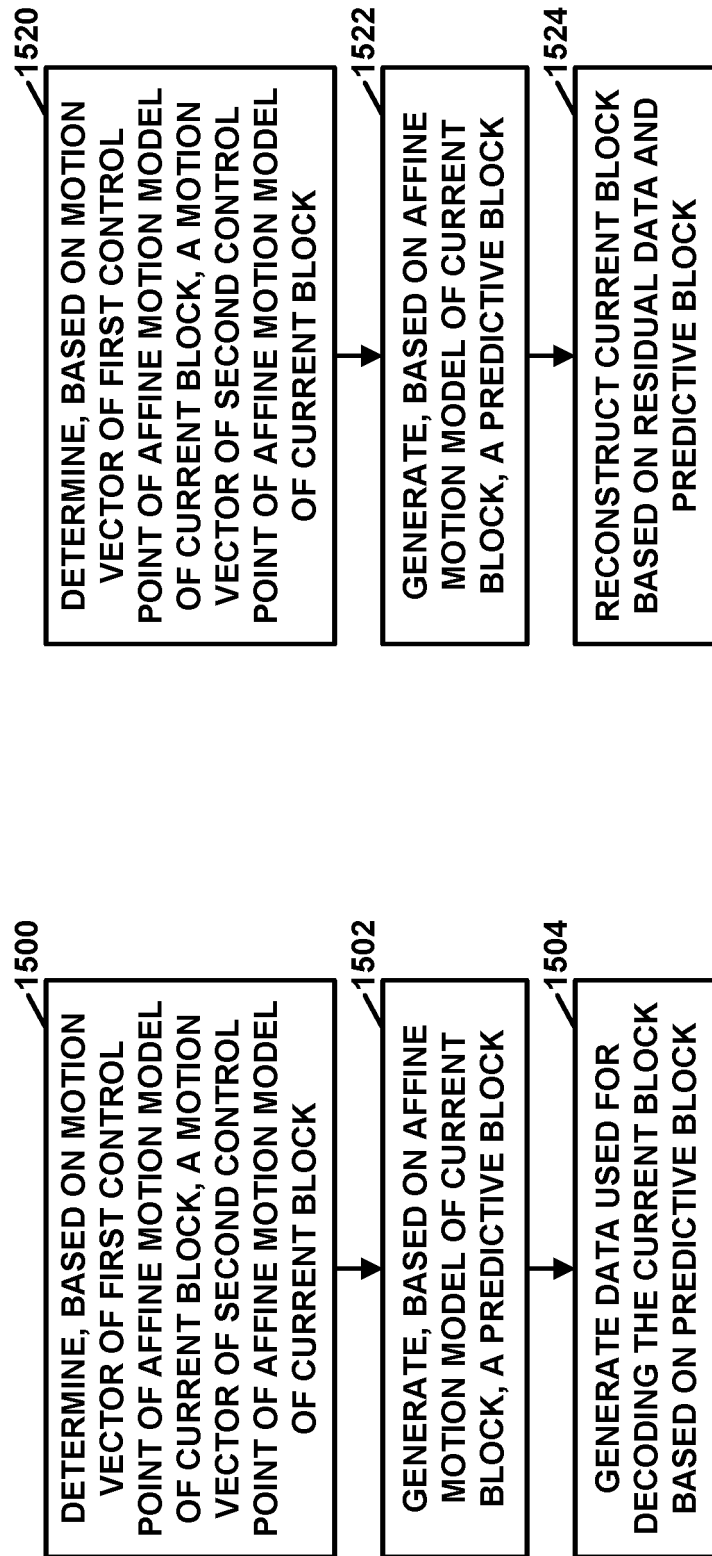 1500
DETERMINE, BASED ON MOTION
VECTOR OF FIRST CONTROL
POINT OF AFFINE MOTION MODEL
OF CURRENT BLOCK, A MOTION
VECTOR OF SECOND CONTROL
POINT OF AFFINE MOTION MODEL
OF CURRENT BLOCK
1502
GENERATE, BASED ON AFFINE
MOTION MODEL OF CURRENT
BLOCK, A PREDICTIVE BLOCK
1504
GENERATE DATA USED FOR
DECODING THE CURRENT BLOCK
BASED ON PREDICTIVE BLOCK
1520
DETERMINE, BASED ON MOTION
VECTOR OF FIRST CONTROL
POINT OF AFFINE MOTION MODEL
OF CURRENT BLOCK, A MOTION
VECTOR OF SECOND CONTROL
POINT OF AFFINE MOTION MODEL
OF CURRENT BLOCK
1522
GENERATE, BASED ON AFFINE
MOTION MODEL OF CURRENT
BLOCK, A PREDICTIVE BLOCK
1524
RECONSTRUCT CURRENT BLOCK
BASED ON RESIDUAL DATA AND
PREDICTIVE BLOCK